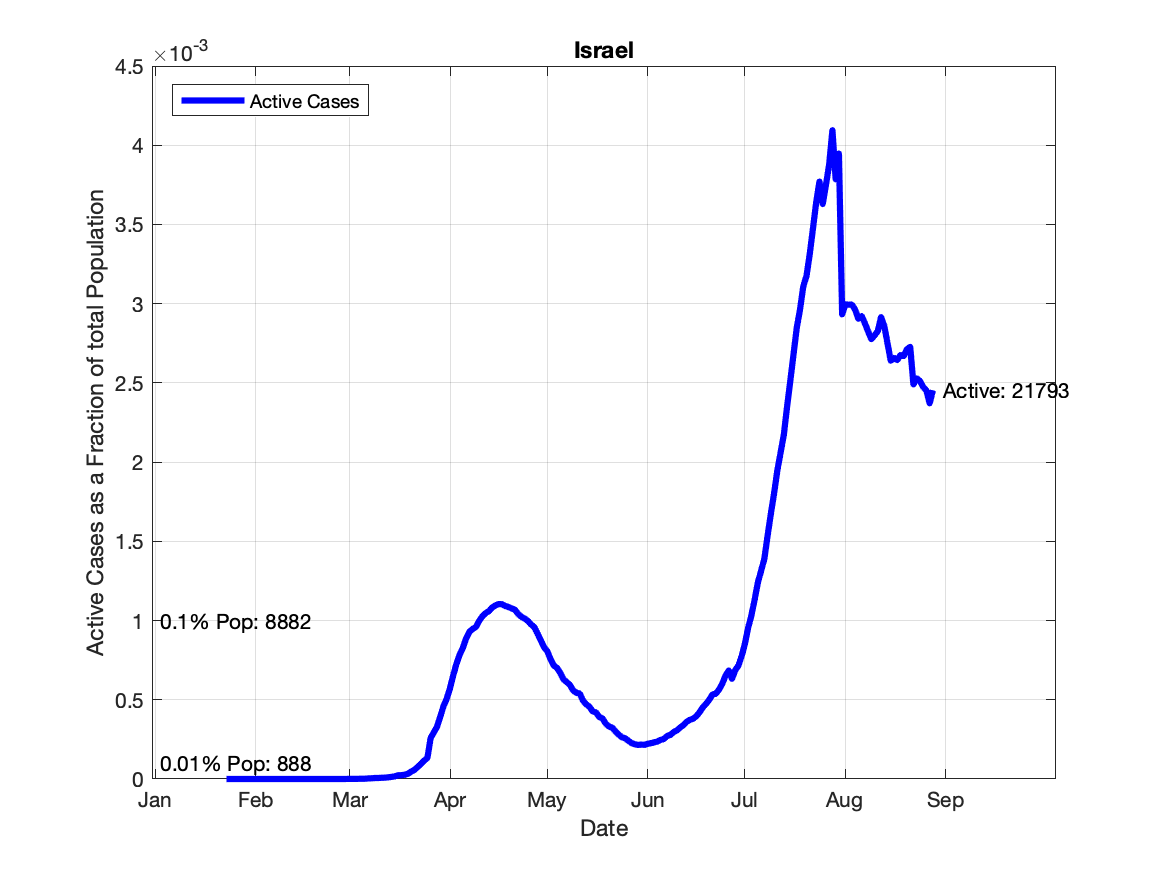 Israel
×10-3
4.5
4
3.5
3
2.5
2
1.5
1
0.5
0
Active Cases
Active: 21793
0.1% Pop: 8882
0.01% Pop: 888
Jan Feb Mar Apr May Jun Jul Aug Sep
Date
Active Cases as a Fraction of total Population